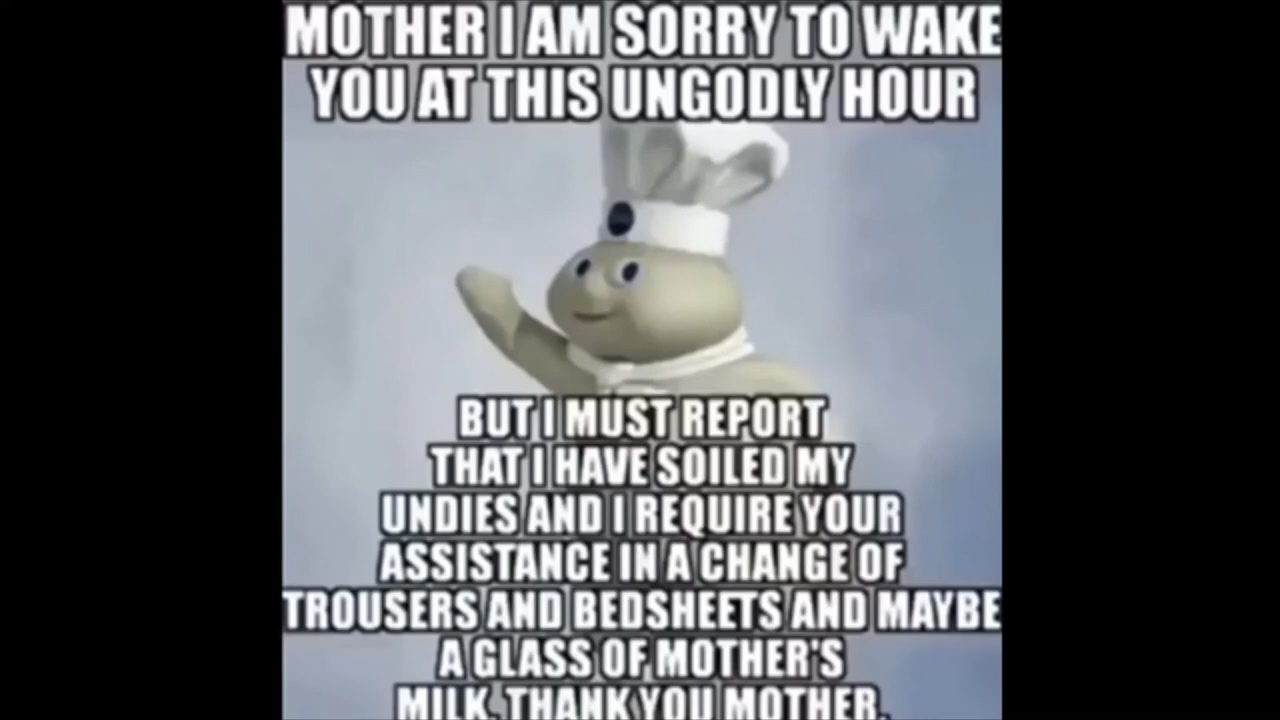 MOTHER I AM SORRY TO WAKE
YOU AT THIS UNGODLY HOUR
BUT I MUST REPORT
THAT I HAVE SOILED MY
UNDIES AND I REQUIRE YOUR
ASSISTANCE IN A CHANGE OF
TROUSERS AND BEDSHEETS AND MAYBE
A GLASS OF MOTHER'S
MILK. THANK YOU MOTHER.